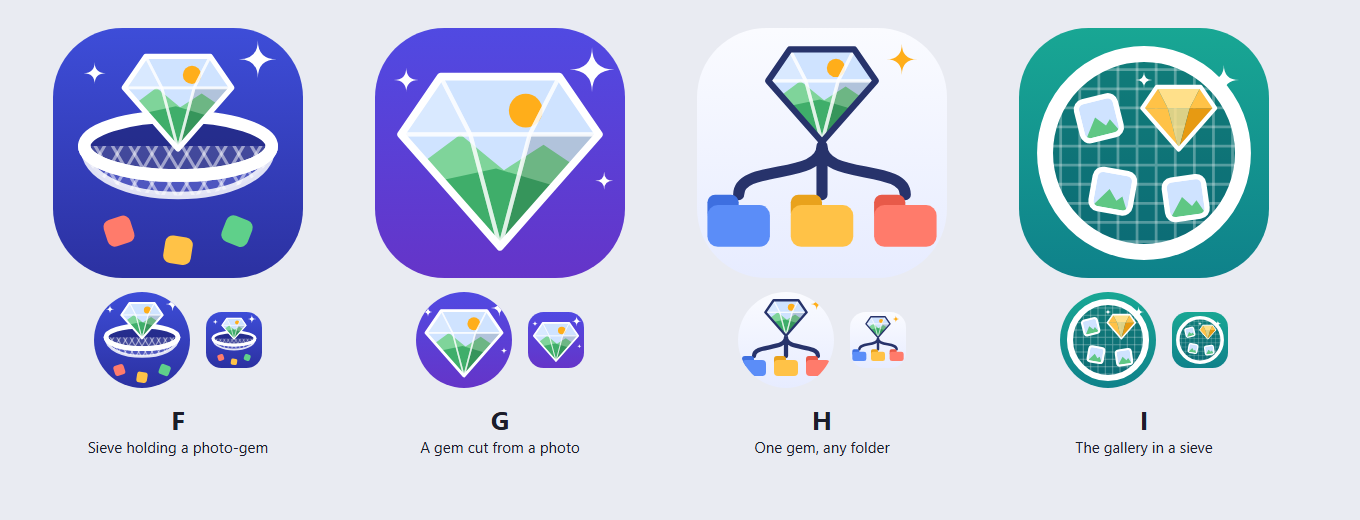 F
Sieve holding a photo-gem
G
A gem cut from a photo
H
One gem, any folder
I
The gallery in a sieve